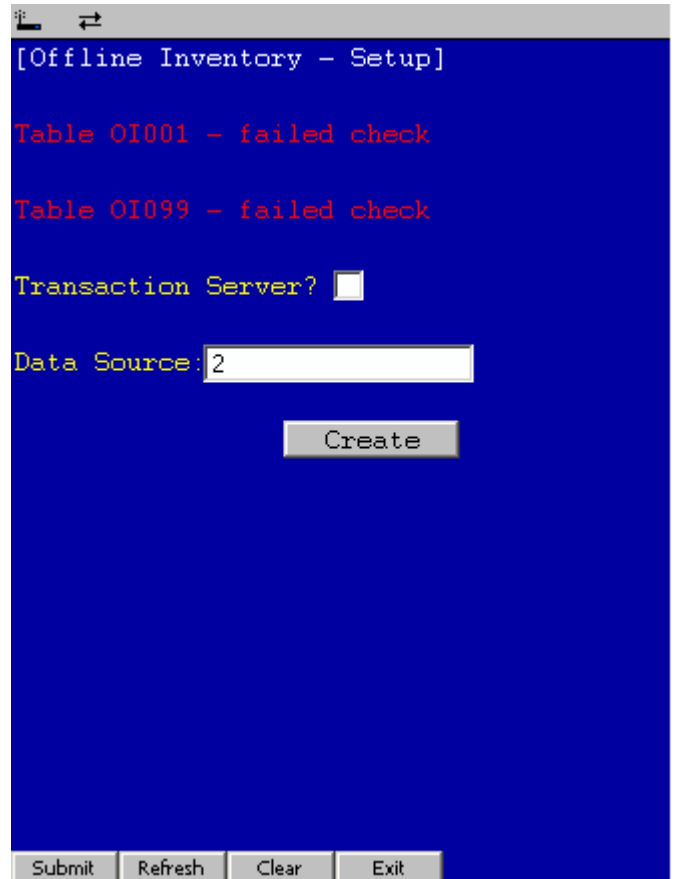 [Offline Inventory – Setup]
Table OI001 – failed check
Table OI099 – failed check
Transaction Server?
Data Source: 2
Create
Submit Refresh Clear Exit